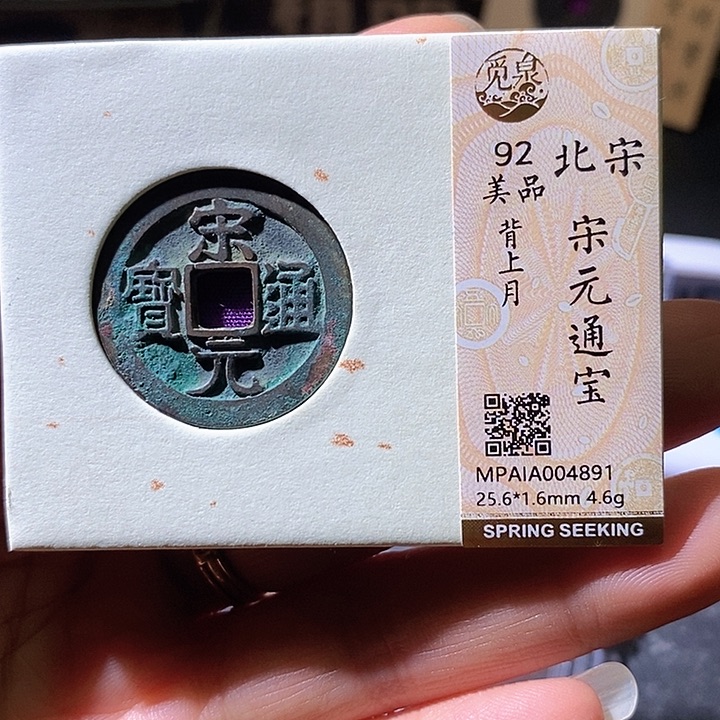 宋元通寶
觅泉
北宋
宋元通宝
92
美品
背上月
MPAIA004891
25.6*1.6mm 4.6g
SPRING SEEKING